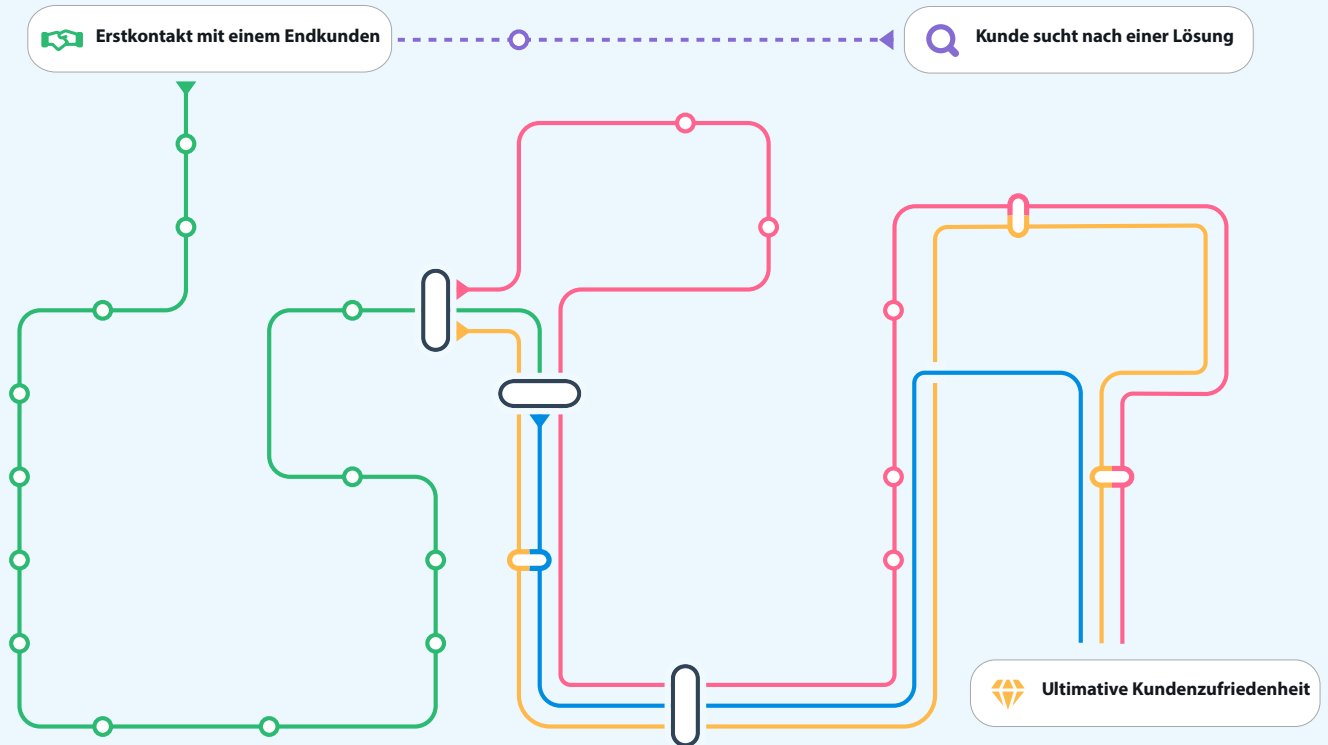 Erstkontakt mit einem Endkunden
Kunde sucht nach einer Lösung
Ultimative Kundenzufriedenheit